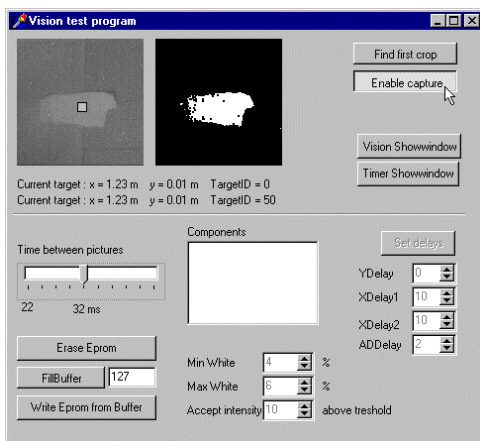 Vision test program
Find first crop
Enable capture
Vision Showwindow
Timer Showwindow
Current target : x = 1.23 m y = 0.01 m TargetID = 0
Current target : x = 1.23 m y = 0.01 m TargetID = 50
Time between pictures
22 32 ms
Components
Set delays
YDelay 0
XDelay1 10
XDelay2 10
ADDelay 2
Erase Eprom
FillBuffer 127
Write Eprom from Buffer
Min White 4 %
Max White 6 %
Accept intensity 10 above treshold